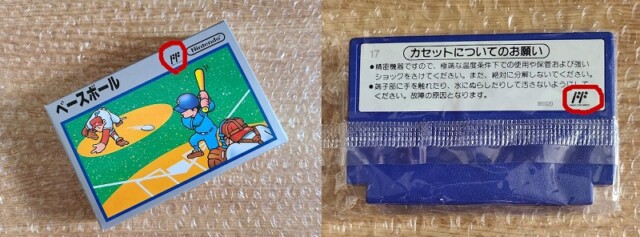 Nintendo
ベースボール
17
カセットについてのお願い
●精密機器ですので、極端な温度条件下での使用や保管および強い
ショックをさけてください。また、絶対に分解しないでください。
●端子部に手を触れたり、水にぬらしたりして汚さないようにして
ください。故障の原因となります。